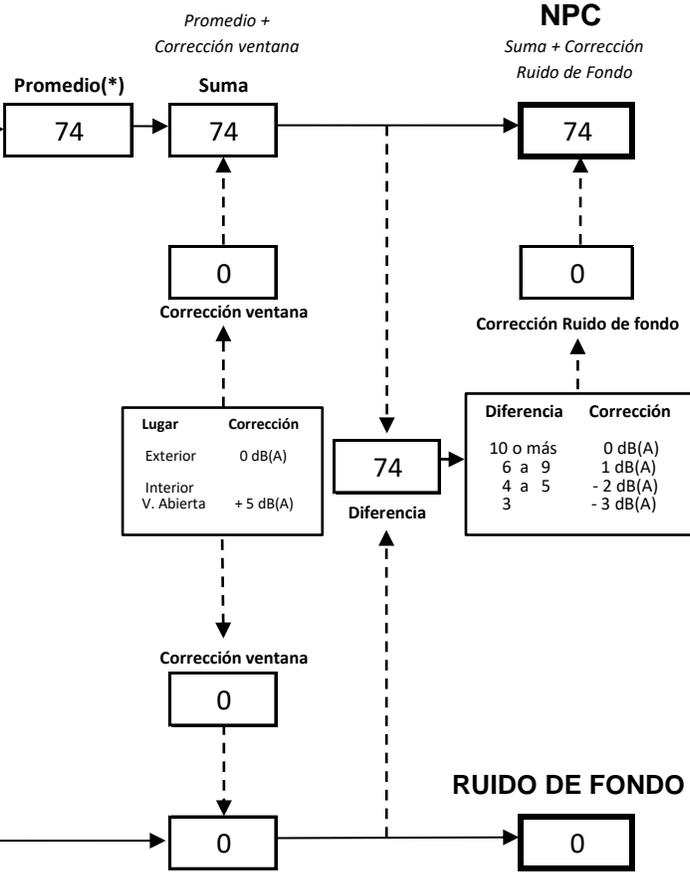 Promedio +
Corrección ventana
NPC
Suma + Corrección
Ruido de Fondo
Promedio(*)
Suma
74
74
74
0
0
Corrección ventana
Corrección Ruido de fondo
Lugar Corrección
Exterior 0 dB(A)
Interior
V. Abierta + 5 dB(A)
74
Diferencia
Diferencia Corrección
10 o más 0 dB(A)
6 a 9 1 dB(A)
4 a 5 - 2 dB(A)
3 - 3 dB(A)
Corrección ventana
0
RUIDO DE FONDO
0
0